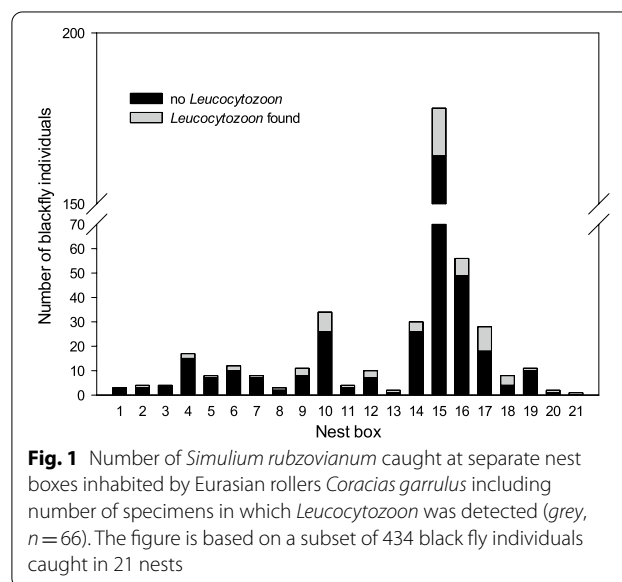 200
no Leucocytozoon
Leucocytozoon found
150
70
60
50
40
30
20
10
0
Number of blackfly individuals
1 2 3 4 5 6 7 8 9 10 11 12 13 14 15 16 17 18 19 20 21
Nest box
Fig. 1 Number of Simulium rubzovianum caught at separate nest
boxes inhabited by Eurasian rollers Coracias garrulus including
number of specimens in which Leucocytozoon was detected (grey,
n = 66). The figure is based on a subset of 434 black fly individuals
caught in 21 nests